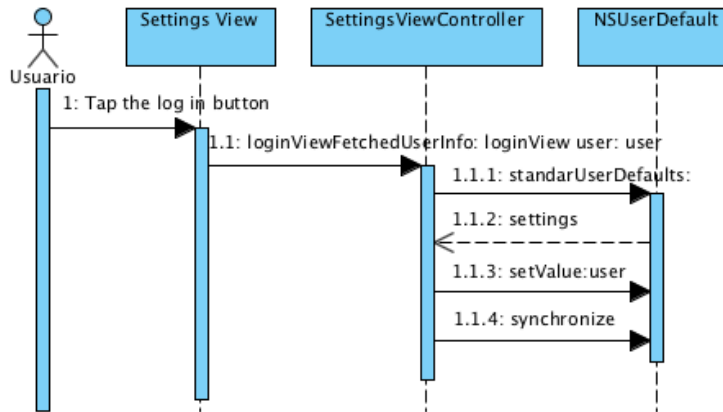 Settings View
SettingsViewController
NSUserDefault
Usuario
1: Tap the log in button
1.1: loginViewFetchedUserInfo: loginView user: user
1.1.1: standarUserDefaults:
1.1.2: settings
1.1.3: setValue:user
1.1.4: synchronize